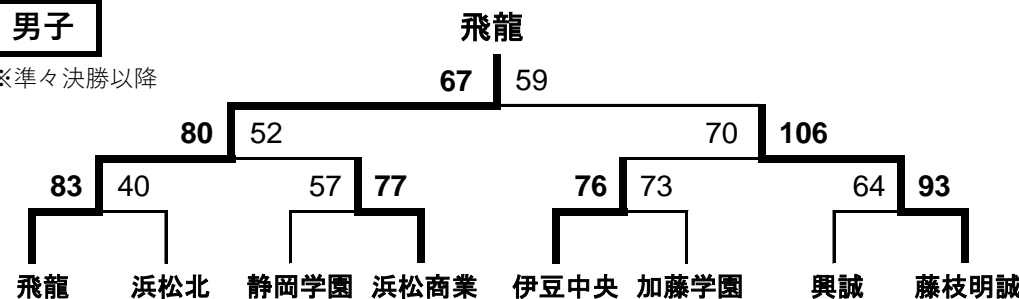 男子
飛龍
※準々決勝以降
67 59
80 52 70 106
83 40 57 77 76 73 64 93
飛龍 浜松北 静岡学園 浜松商業 伊豆中央 加藤学園 興誠 藤枝明誠